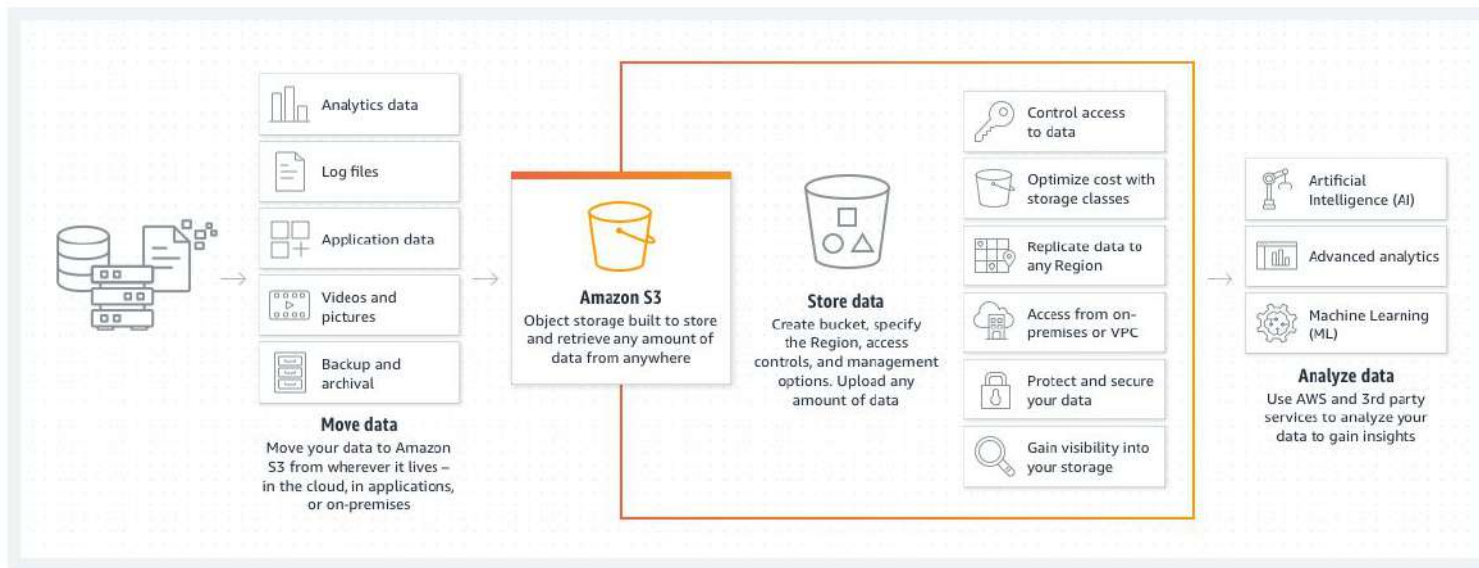 Analytics data
Log files
Application data
Videos and
pictures
Backup and
archival
Move data
Move your data to Amazon
S3 from wherever it lives –
in the cloud, in applications,
or on-premises
Amazon S3
Object storage built to store
and retrieve any amount of
data from anywhere
Store data
Create bucket, specify
the Region, access
controls, and management
options. Upload any
amount of data
Control access
to data
Optimize cost with
storage classes
Replicate data to
any Region
Access from on-
premises or VPC
Protect and secure
your data
Gain visibility into
your storage
Artificial
Intelligence (AI)
Advanced analytics
Machine Learning
(ML)
Analyze data
Use AWS and 3rd party
services to analyze your
data to gain insights